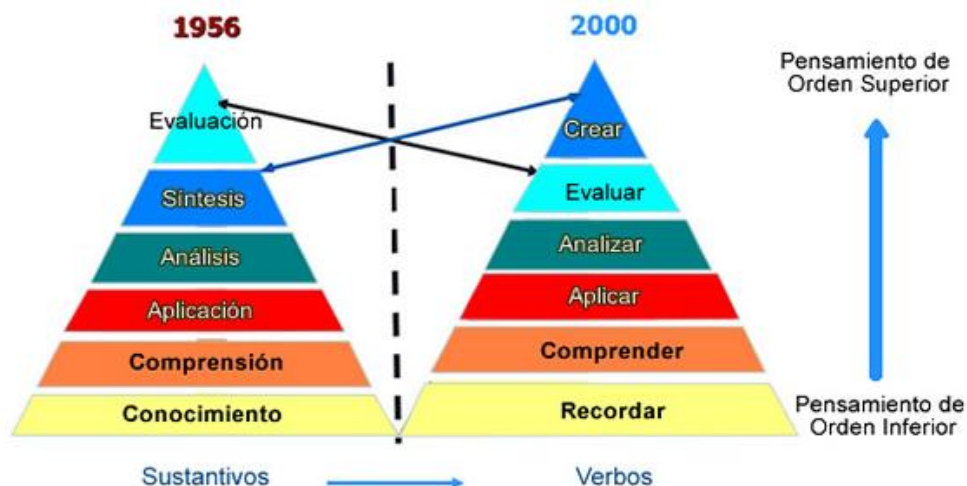 1956
Evaluación
Síntesis
Análisis
Aplicación
Comprensión
Conocimiento
Sustantivos
2000
Crear
Evaluar
Analizar
Aplicar
Comprender
Recordar
Verbos
Pensamiento de
Orden Superior
Pensamiento de
Orden Inferior